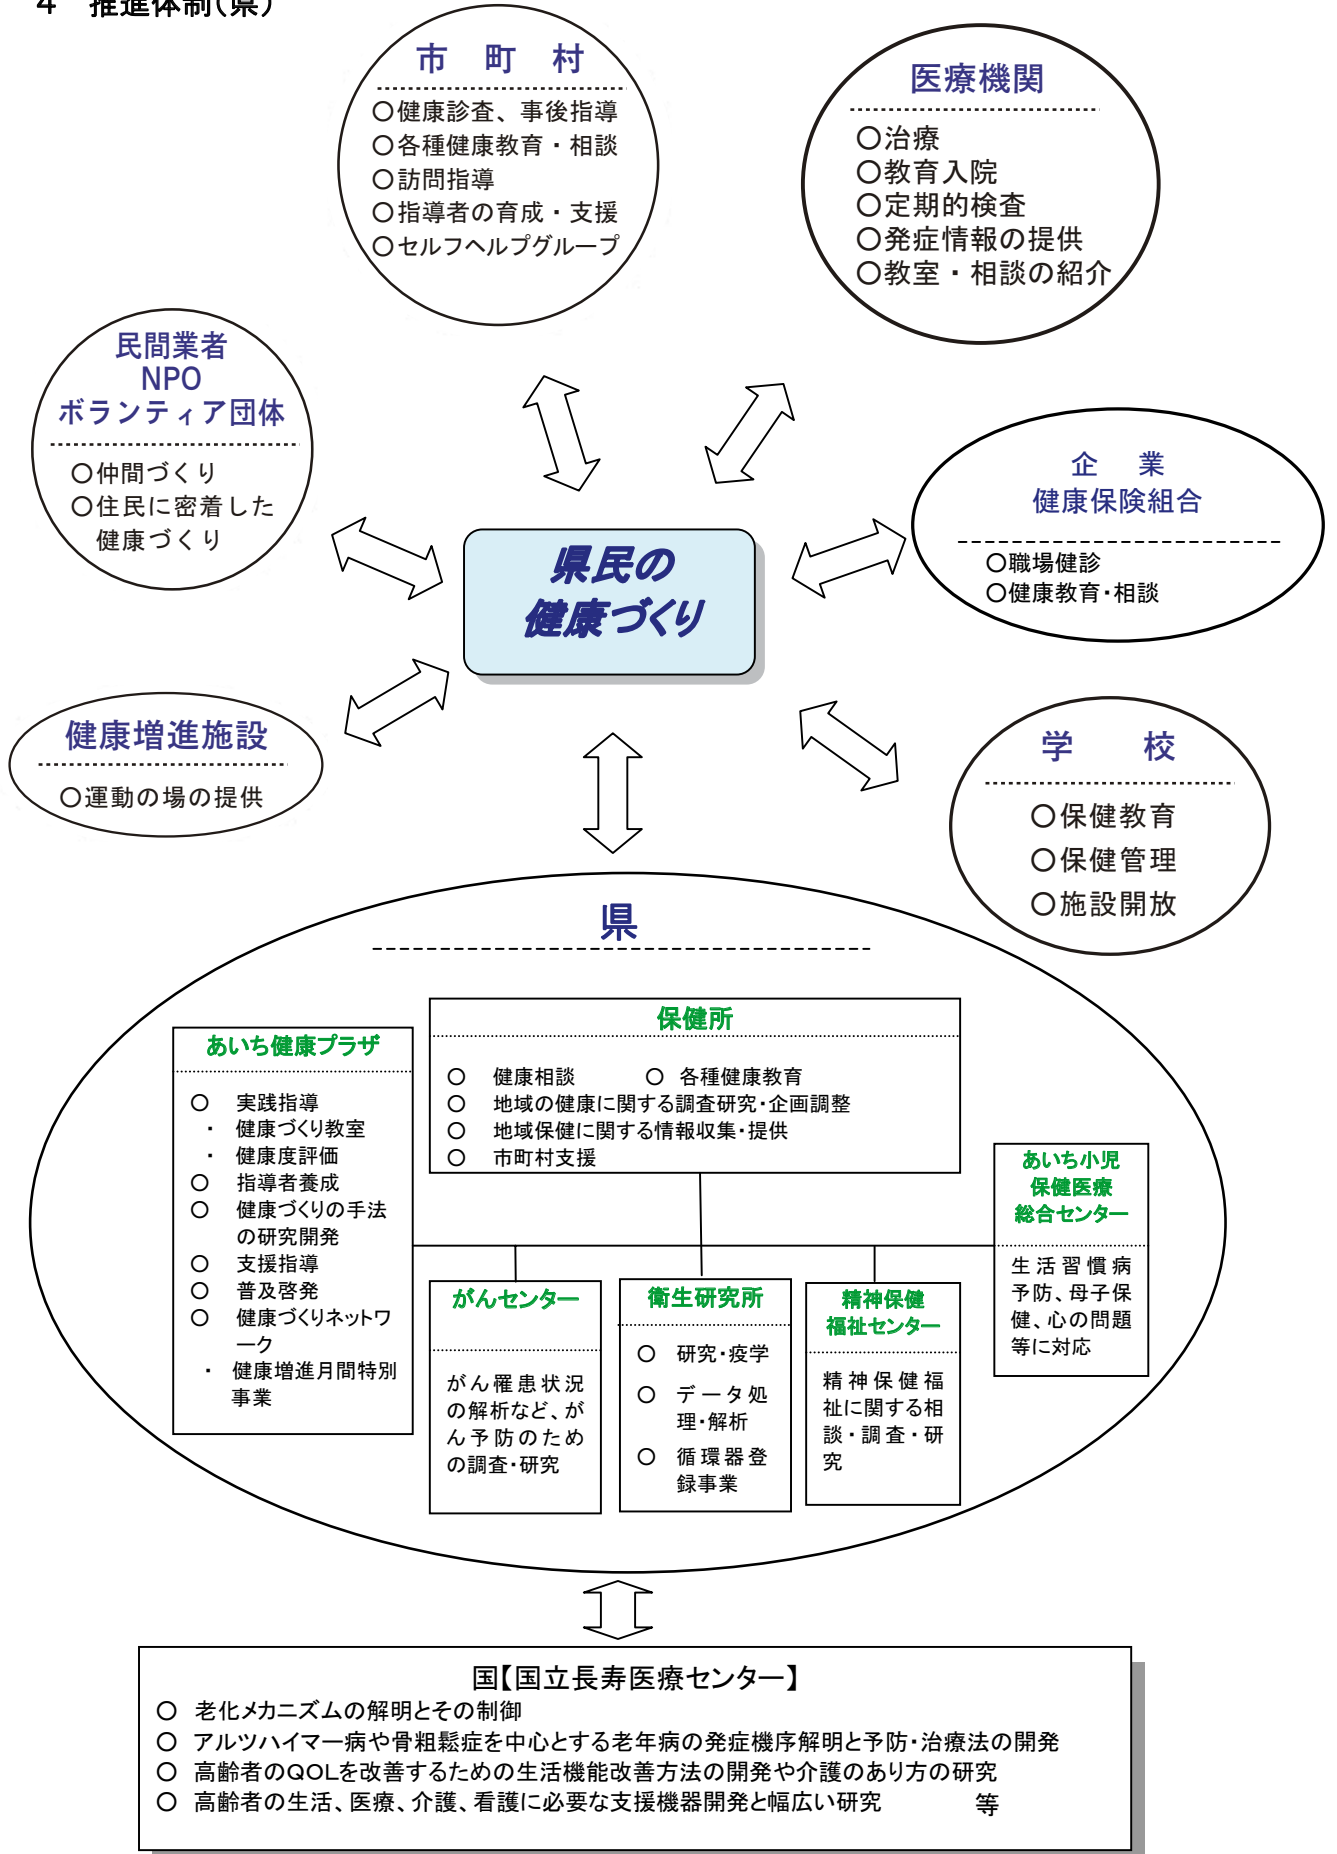 4　推進体制（県）
市　町　村
○健康診査、事後指導
○各種健康教育・相談
○訪問指導
○指導者の育成・支援
○セルフヘルプグループ
医療機関
○治療
○教育入院
○定期的検査
○発症情報の提供
○教室・相談の紹介
民間業者
NPO
ボランティア団体
○仲間づくり
○住民に密着した
健康づくり
企　業
健康保険組合
○職場健診
○健康教育・相談
県民の
健康づくり
健康増進施設
○運動の場の提供
学　校
○保健教育
○保健管理
○施設開放
県
あいち健康プラザ
○　実践指導
・　健康づくり教室
・　健康度評価
○　指導者養成
○　健康づくりの手法
の研究開発
○　支援指導
○　普及啓発
○　健康づくりネットワ
ーク
・　健康増進月間特別
事業
保健所
○　健康相談　　○　各種健康教育
○　地域の健康に関する調査研究・企画調整
○　地域保健に関する情報収集・提供
○　市町村支援
あいち小児
保健医療
総合センター
生活習慣病
予防、母子保
健、心の問題
等に対応
がんセンター
がん罹患状況
の解析など、が
ん予防のため
の調査・研究
衛生研究所
○　研究・疫学
○　データ処
理・解析
○　循環器登
録事業
精神保健
福祉センター
精神保健福
祉に関する相
談・調査・研
究
国【国立長寿医療センター】
○　老化メカニズムの解明とその制御
○　アルツハイマー病や骨粗鬆症を中心とする老年病の発症機序解明と予防・治療法の開発
○　高齢者のQOLを改善するための生活機能改善方法の開発や介護のあり方の研究
○　高齢者の生活、医療、介護、看護に必要な支援機器開発と幅広い研究　　　等